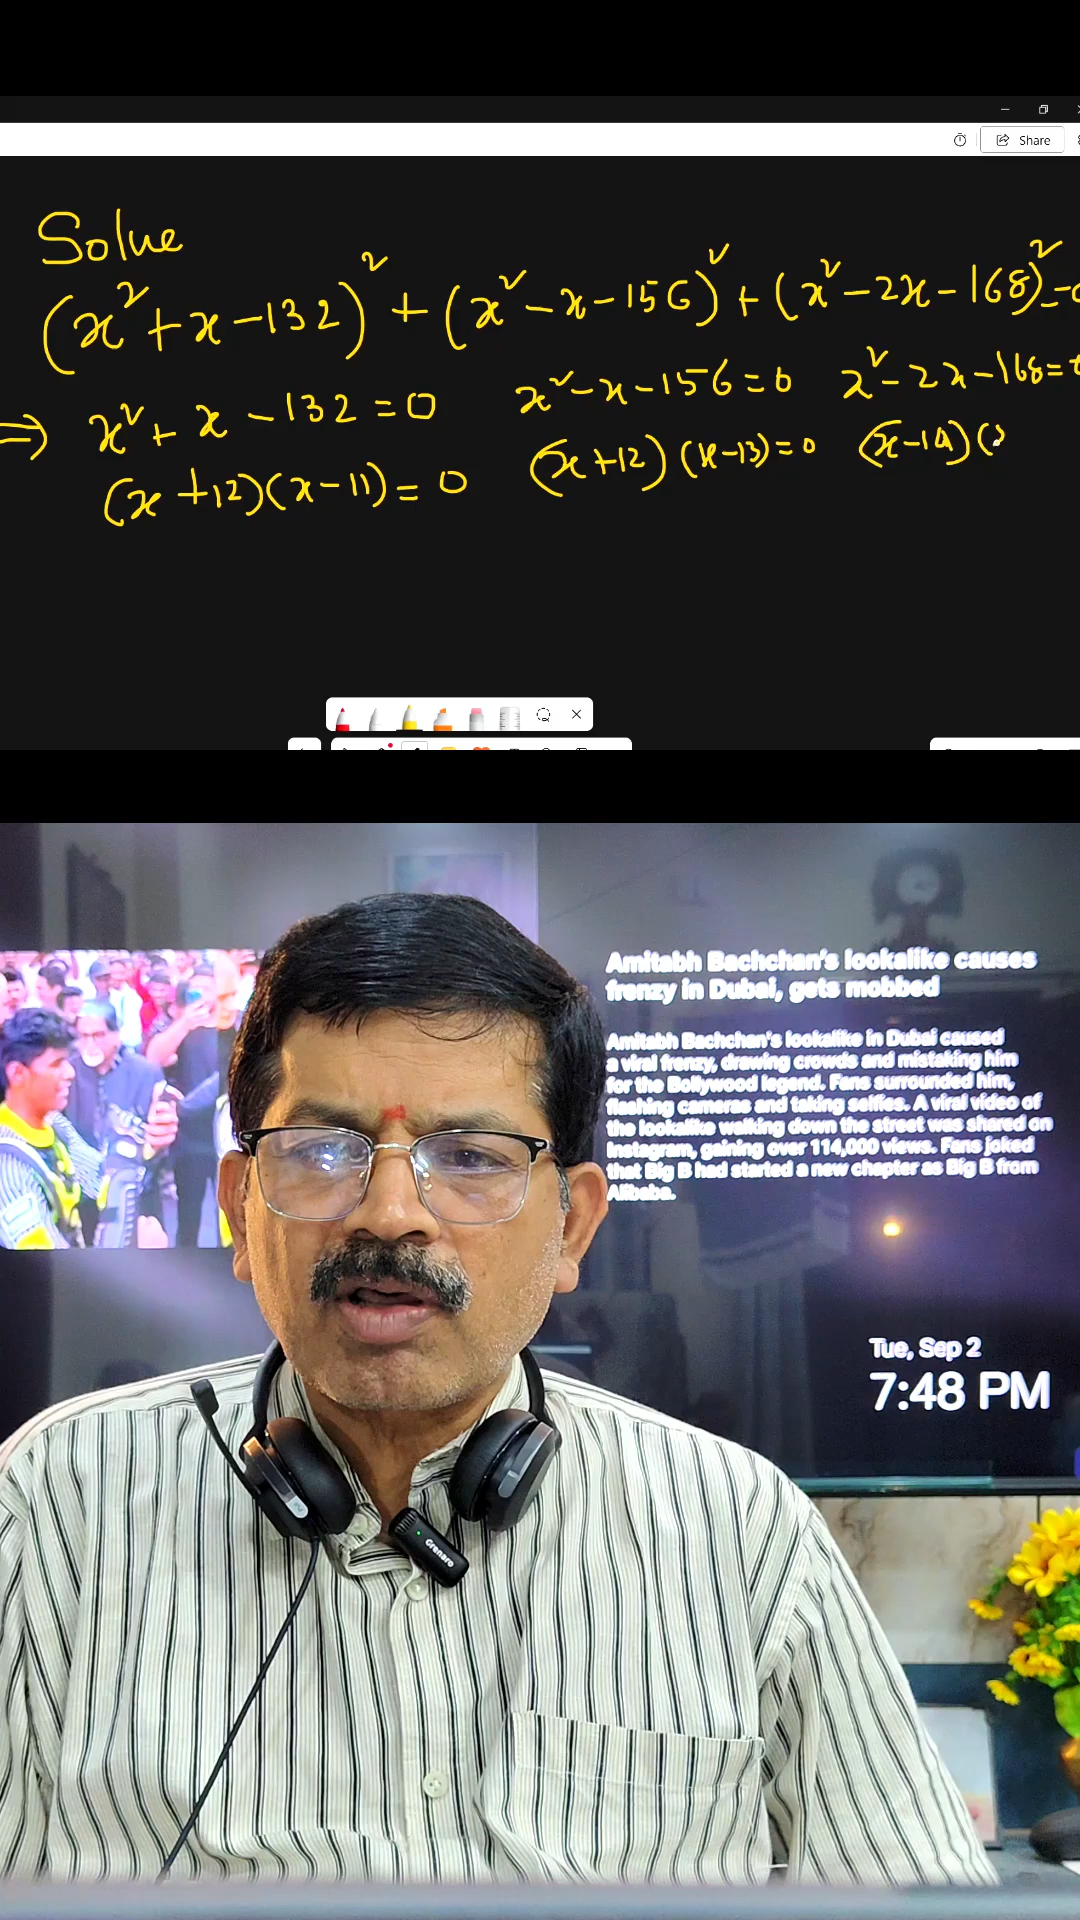 Share
Solve
(x²+x-132)²+(x²-x-156)²+(x²-2x-168)²=
⇒ x²+x-132=0 x²-x-156=0 x²-2x-168=
(x+12)(x-11)=0 (x+12)(x-13)=0 (x-14)(
Amitabh Bachchan's lookalike causes
frenzy in Dubai, gets mobbed
Amitabh Bachchan's lookalike in Dubai caused
a viral frenzy, drawing crowds and mistaking him
for the Bollywood legend. Fans surrounded him,
flashing cameras and taking selfies. A viral video of
the lookalike walking down the street was shared on
Instagram, gaining over 114,000 views. Fans joked
that Big B had started a new chapter as Big B from
Alibaba.
Tue, Sep 2
7:48 PM
Grenaro